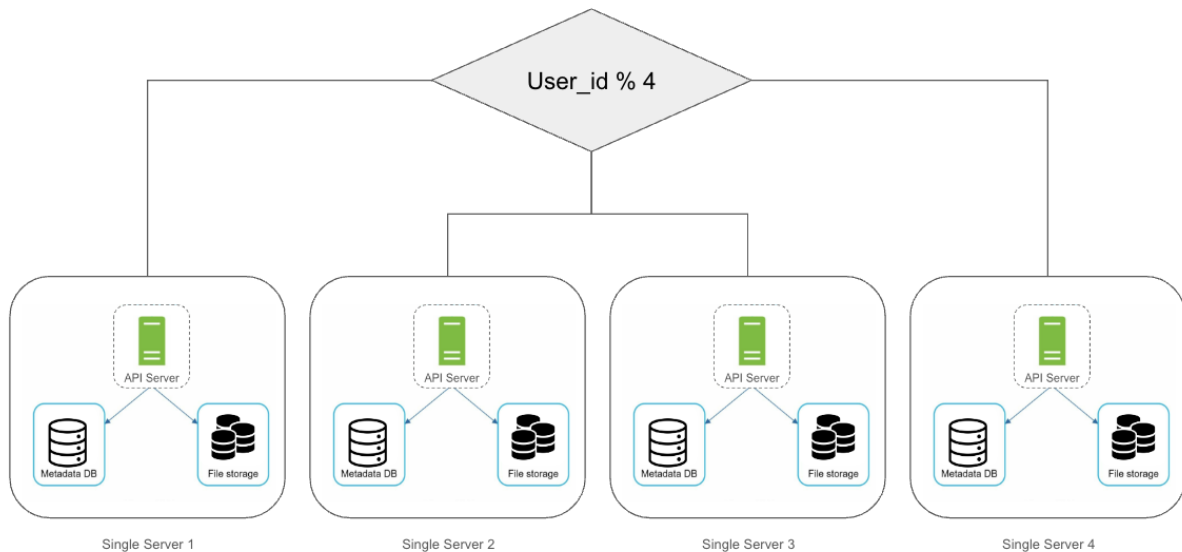 User_id % 4
API Server
Metadata DB
File storage
API Server
Metadata DB
File storage
API Server
Metadata DB
File storage
API Server
Metadata DB
File storage
Single Server 1
Single Server 2
Single Server 3
Single Server 4